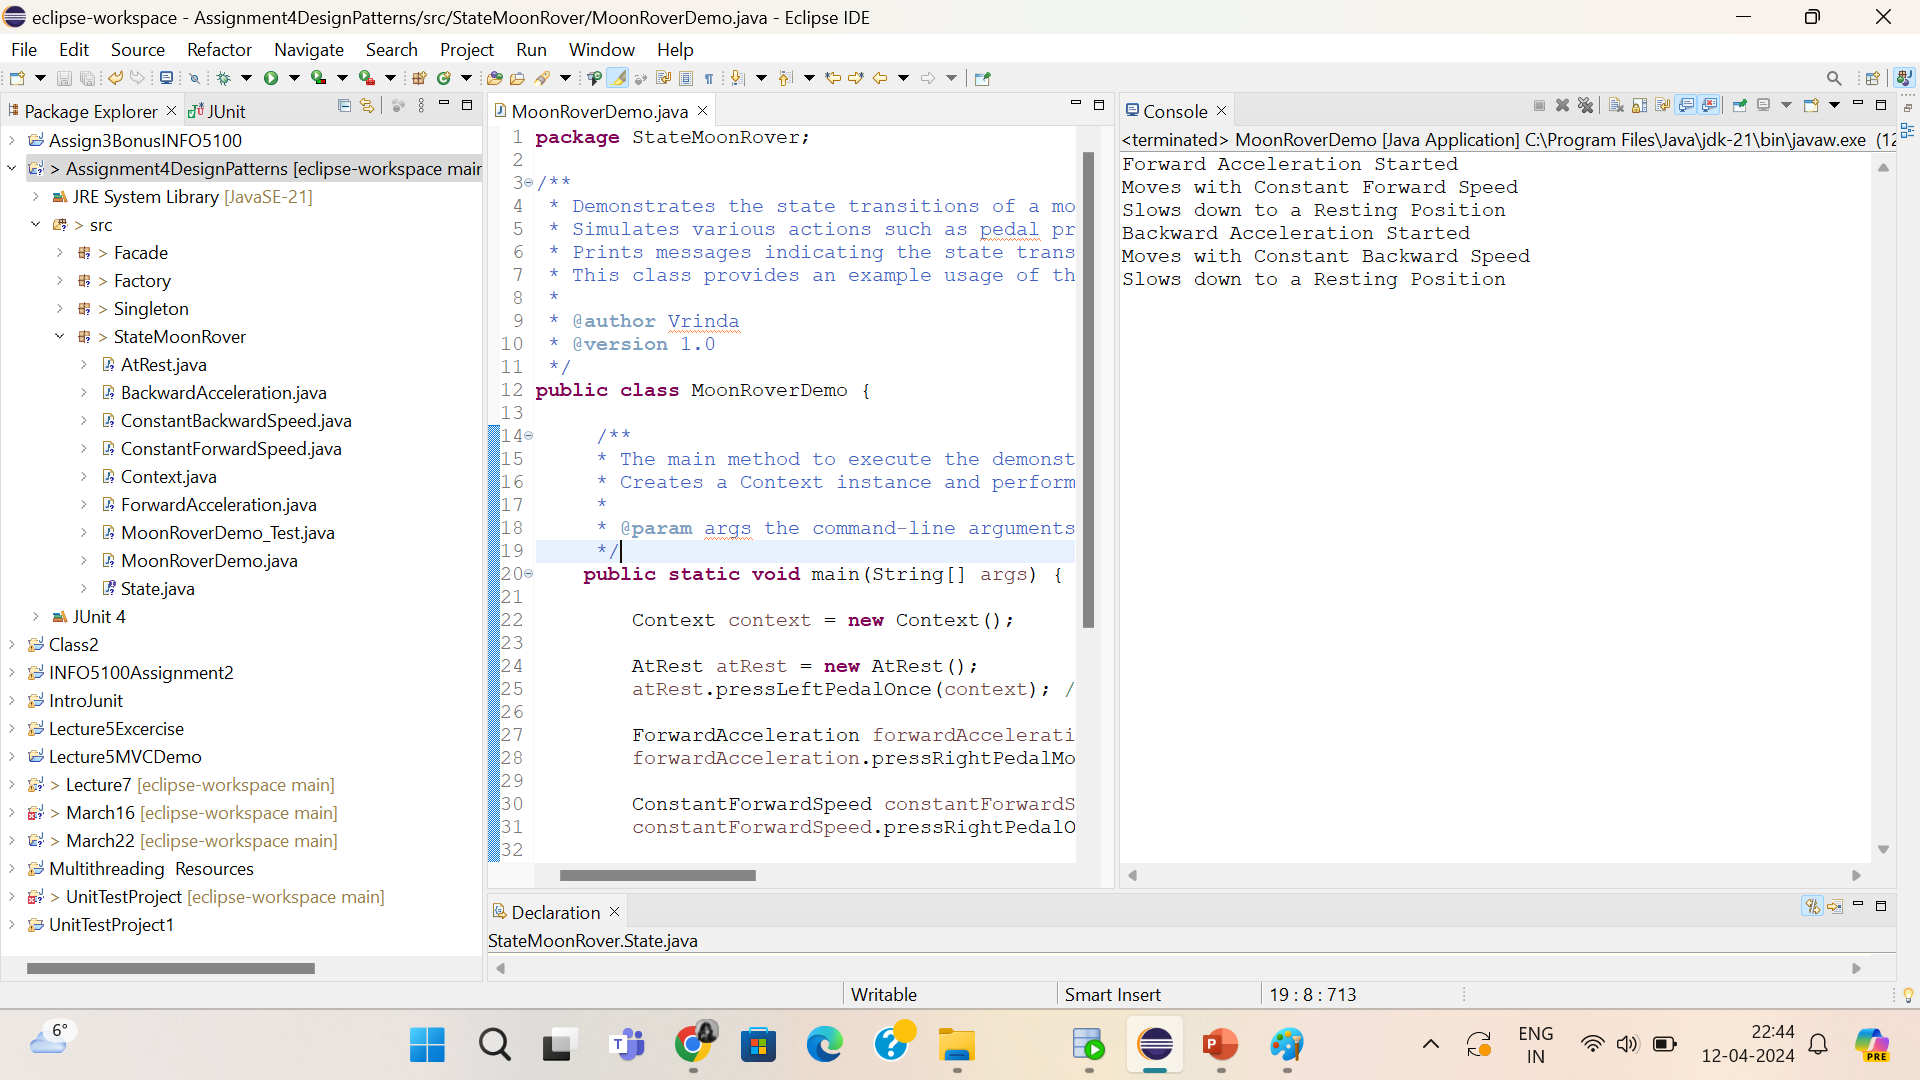 eclipse-workspace - Assignment4DesignPatterns/src/StateMoonRover/MoonRoverDemo.java - Eclipse IDE
File Edit Source Refactor Navigate Search Project Run Window Help
Package Explorer
JUnit
Assign3BonusINFO5100
> Assignment4DesignPatterns [eclipse-workspace mair
JRE System Library [JavaSE-21]
> src
> Facade
> Factory
> Singleton
> StateMoonRover
AtRest.java
BackwardAcceleration.java
ConstantBackwardSpeed.java
ConstantForwardSpeed.java
Context.java
ForwardAcceleration.java
MoonRoverDemo_Test.java
MoonRoverDemo.java
State.java
JUnit 4
Class2
INFO5100Assignment2
IntroJunit
Lecture5Excercise
Lecture5MVCDemo
> Lecture7 [eclipse-workspace main]
> March16 [eclipse-workspace main]
> March22 [eclipse-workspace main]
Multithreading Resources
> UnitTestProject [eclipse-workspace main]
UnitTestProject1
MoonRoverDemo.java
1 package StateMoonRover;
2
3 /**
4 * Demonstrates the state transitions of a mo
5 * Simulates various actions such as pedal pr
6 * Prints messages indicating the state trans
7 * This class provides an example usage of th
8 *
9 * @author Vrinda
10 * @version 1.0
11 */
12 public class MoonRoverDemo {
13
14 /**
15 * The main method to execute the demonst
16 * Creates a Context instance and perform
17 *
18 * @param args the command-line arguments
19 */
20 public static void main(String[] args) {
21
22 Context context = new Context();
23
24 AtRest atRest = new AtRest();
25 atRest.pressLeftPedalOnce(context); /
26
27 ForwardAcceleration forwardAccelerati
28 forwardAcceleration.pressRightPedalMo
29
30 ConstantForwardSpeed constantForwardS
31 constantForwardSpeed.pressRightPedalO
32
Console
<terminated> MoonRoverDemo [Java Application] C:\Program Files\Java\jdk-21\bin\javaw.exe (12
Forward Acceleration Started
Moves with Constant Forward Speed
Slows down to a Resting Position
Backward Acceleration Started
Moves with Constant Backward Speed
Slows down to a Resting Position
Declaration
StateMoonRover.State.java
Writable
Smart Insert
19 : 8 : 713
6°
ENG
IN
22:44
12-04-2024
PRE